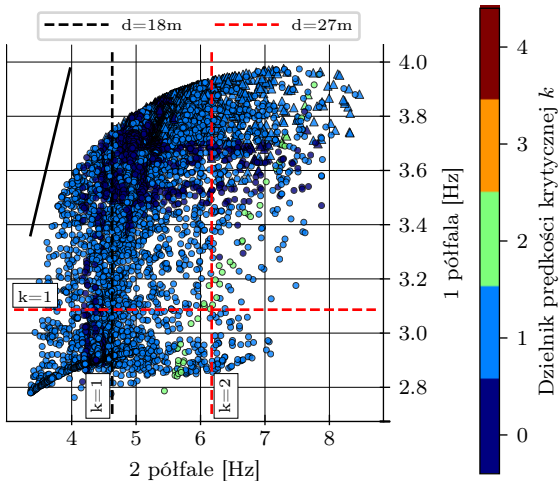 d=18m
d=27m
4.0
3.8
3.6
3.4
3.1
3.0
2.8
1 półfala [Hz]
k=1
k=1
k=2
4
5
6
7
8
2 półfale [Hz]
4
3
2
1
0
Dzielnik prędkości krytycznej k